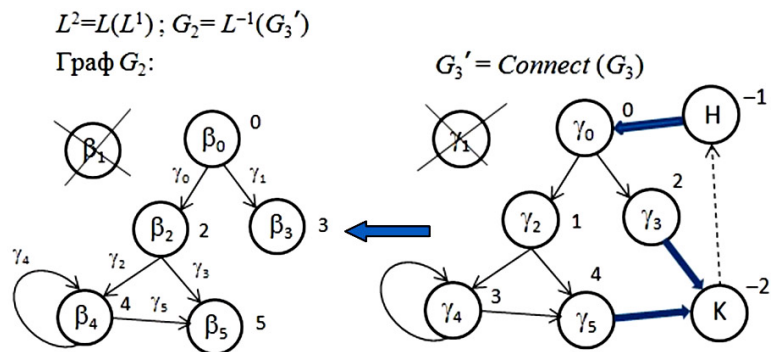 L²=L(L¹) ; G₂= L⁻¹(G₃′)
Граф G₂:
G₃′ = Connect (G₃)
β₁
β₀
0
γ₀
γ₁
β₂
2
β₃
3
γ₄
γ₂
γ₃
β₄
4
γ₅
β₅
5
γ₁
γ₀
0
H
–1
γ₂
1
γ₃
2
γ₄
3
γ₅
4
K
–2